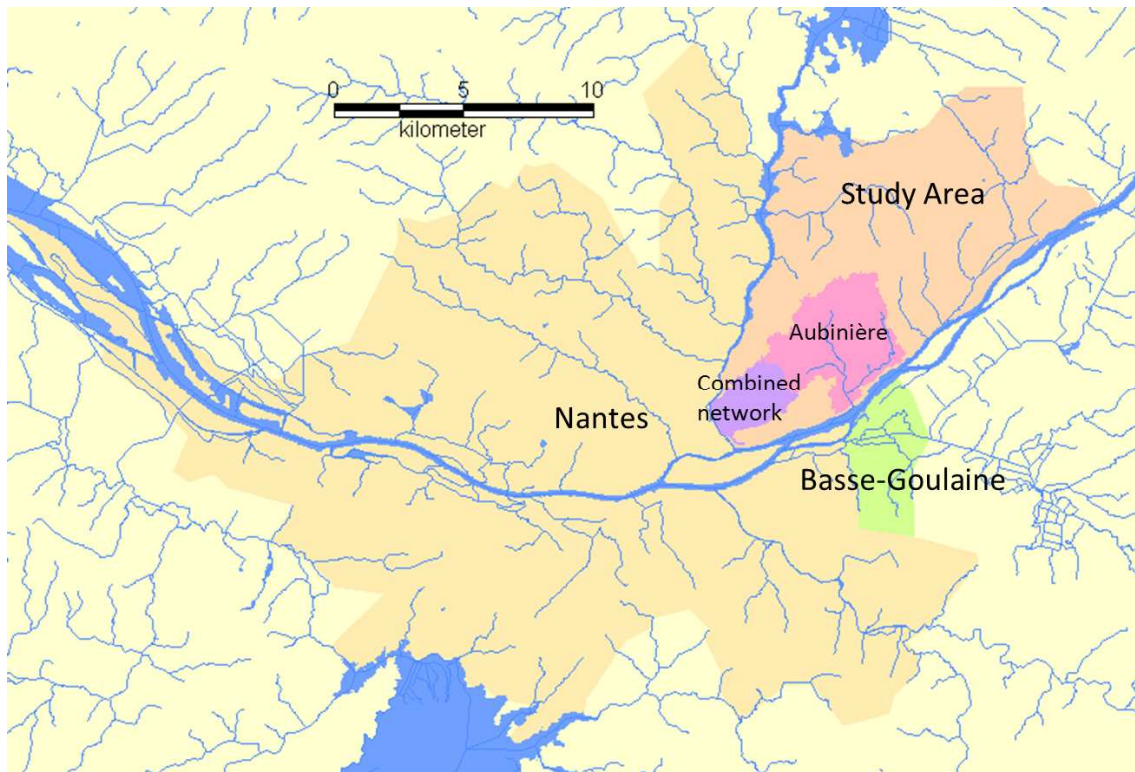 0 5 10
kilometer
Study Area
Aubinière
Combined
network
Nantes
Basse-Goulaine